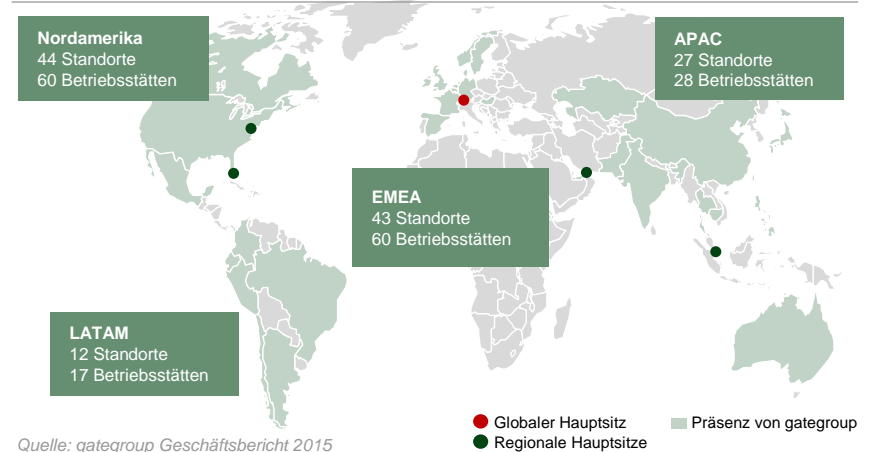 Nordamerika
44 Standorte
60 Betriebsstätten
APAC
27 Standorte
28 Betriebsstätten
EMEA
43 Standorte
60 Betriebsstätten
LATAM
12 Standorte
17 Betriebsstätten
Globaler Hauptsitz
Präsenz von gategroup
Regionale Hauptsitze
Quelle: gategroup Geschäftsbericht 2015